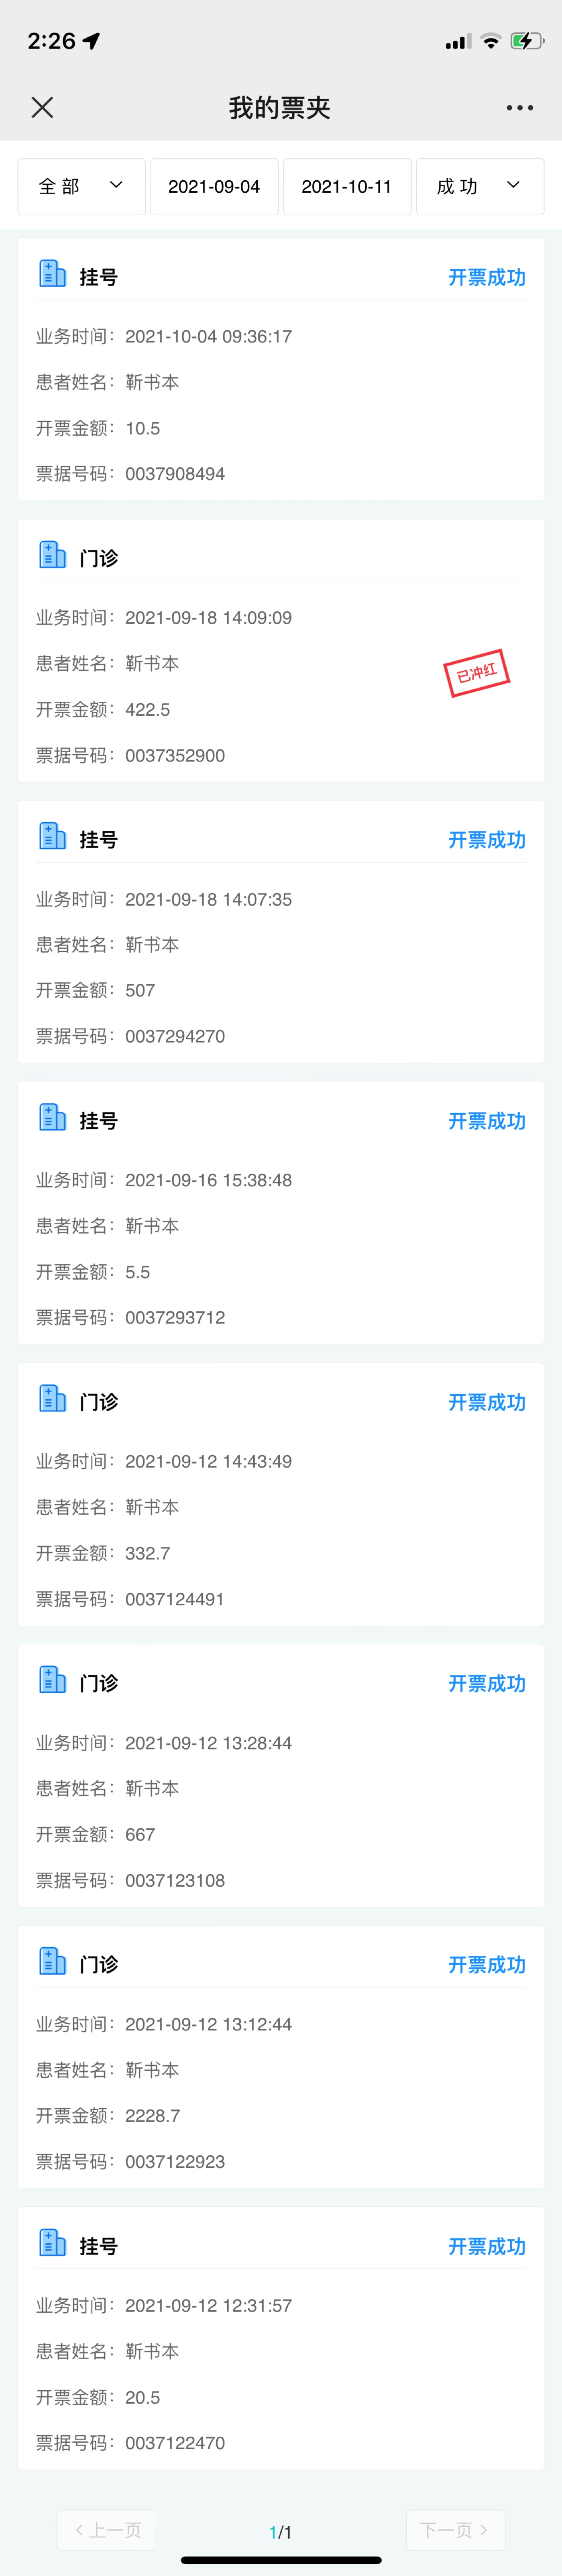 2:26
我的票夹
全部 2021-09-04 2021-10-11 成功
挂号 开票成功
业务时间：2021-10-04 09:36:17
患者姓名：靳书本
开票金额：10.5
票据号码：0037908494
门诊
业务时间：2021-09-18 14:09:09
患者姓名：靳书本
已冲红
开票金额：422.5
票据号码：0037352900
挂号 开票成功
业务时间：2021-09-18 14:07:35
患者姓名：靳书本
开票金额：507
票据号码：0037294270
挂号 开票成功
业务时间：2021-09-16 15:38:48
患者姓名：靳书本
开票金额：5.5
票据号码：0037293712
门诊 开票成功
业务时间：2021-09-12 14:43:49
患者姓名：靳书本
开票金额：332.7
票据号码：0037124491
门诊 开票成功
业务时间：2021-09-12 13:28:44
患者姓名：靳书本
开票金额：667
票据号码：0037123108
门诊 开票成功
业务时间：2021-09-12 13:12:44
患者姓名：靳书本
开票金额：2228.7
票据号码：0037122923
挂号 开票成功
业务时间：2021-09-12 12:31:57
患者姓名：靳书本
开票金额：20.5
票据号码：0037122470
上一页 1/1 下一页